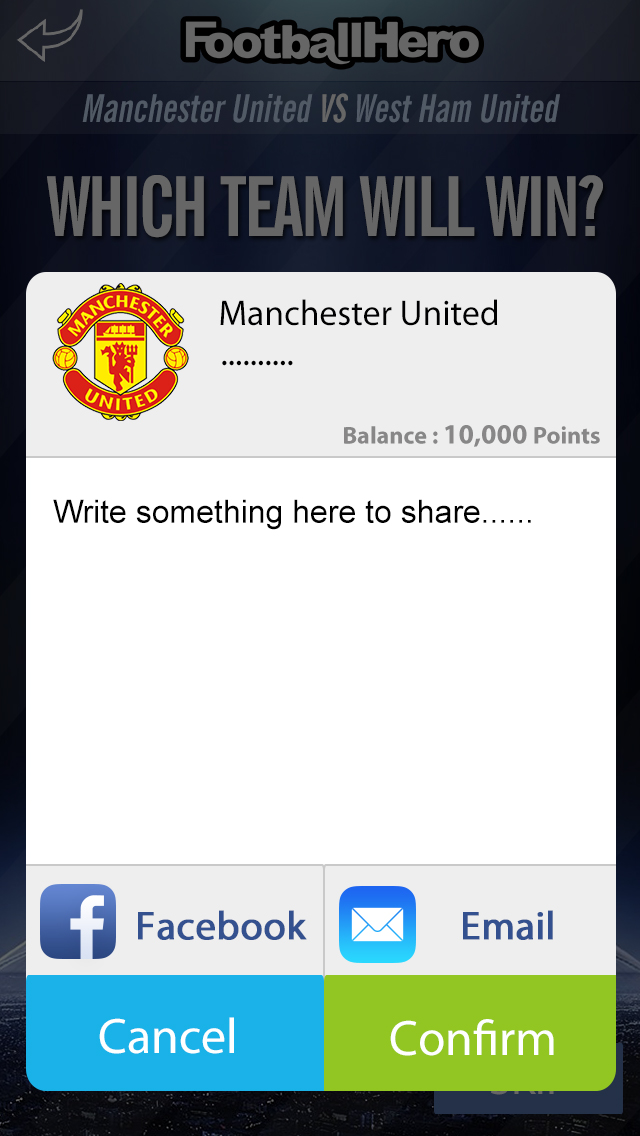 FootballHero
Manchester United VS West Ham United
WHICH TEAM WILL WIN?
MANCHESTER
UNITED
Manchester United
..........
Balance : 10,000 Points
Write something here to share......
Facebook
Email
Cancel
Confirm